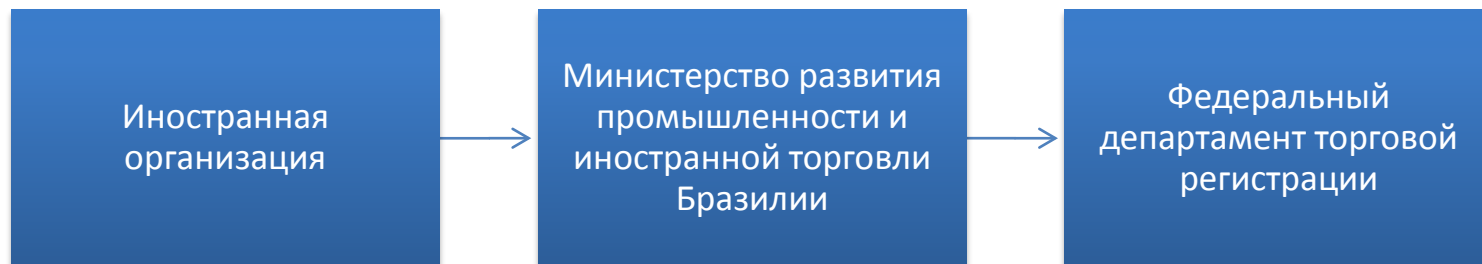 Иностранная
организация
Министерство развития
промышленности и
иностранной торговли
Бразилии
Федеральный
департамент торговой
регистрации